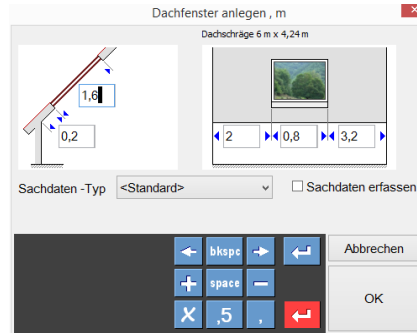 Dachfenster anlegen , m
Dachschräge 6 m x 4,24 m
1,6
0,2
2
0,8
3,2
Sachdaten -Typ
<Standard>
Sachdaten erfassen
bkspc
Abbrechen
+
space
–
OK
X
,5
,